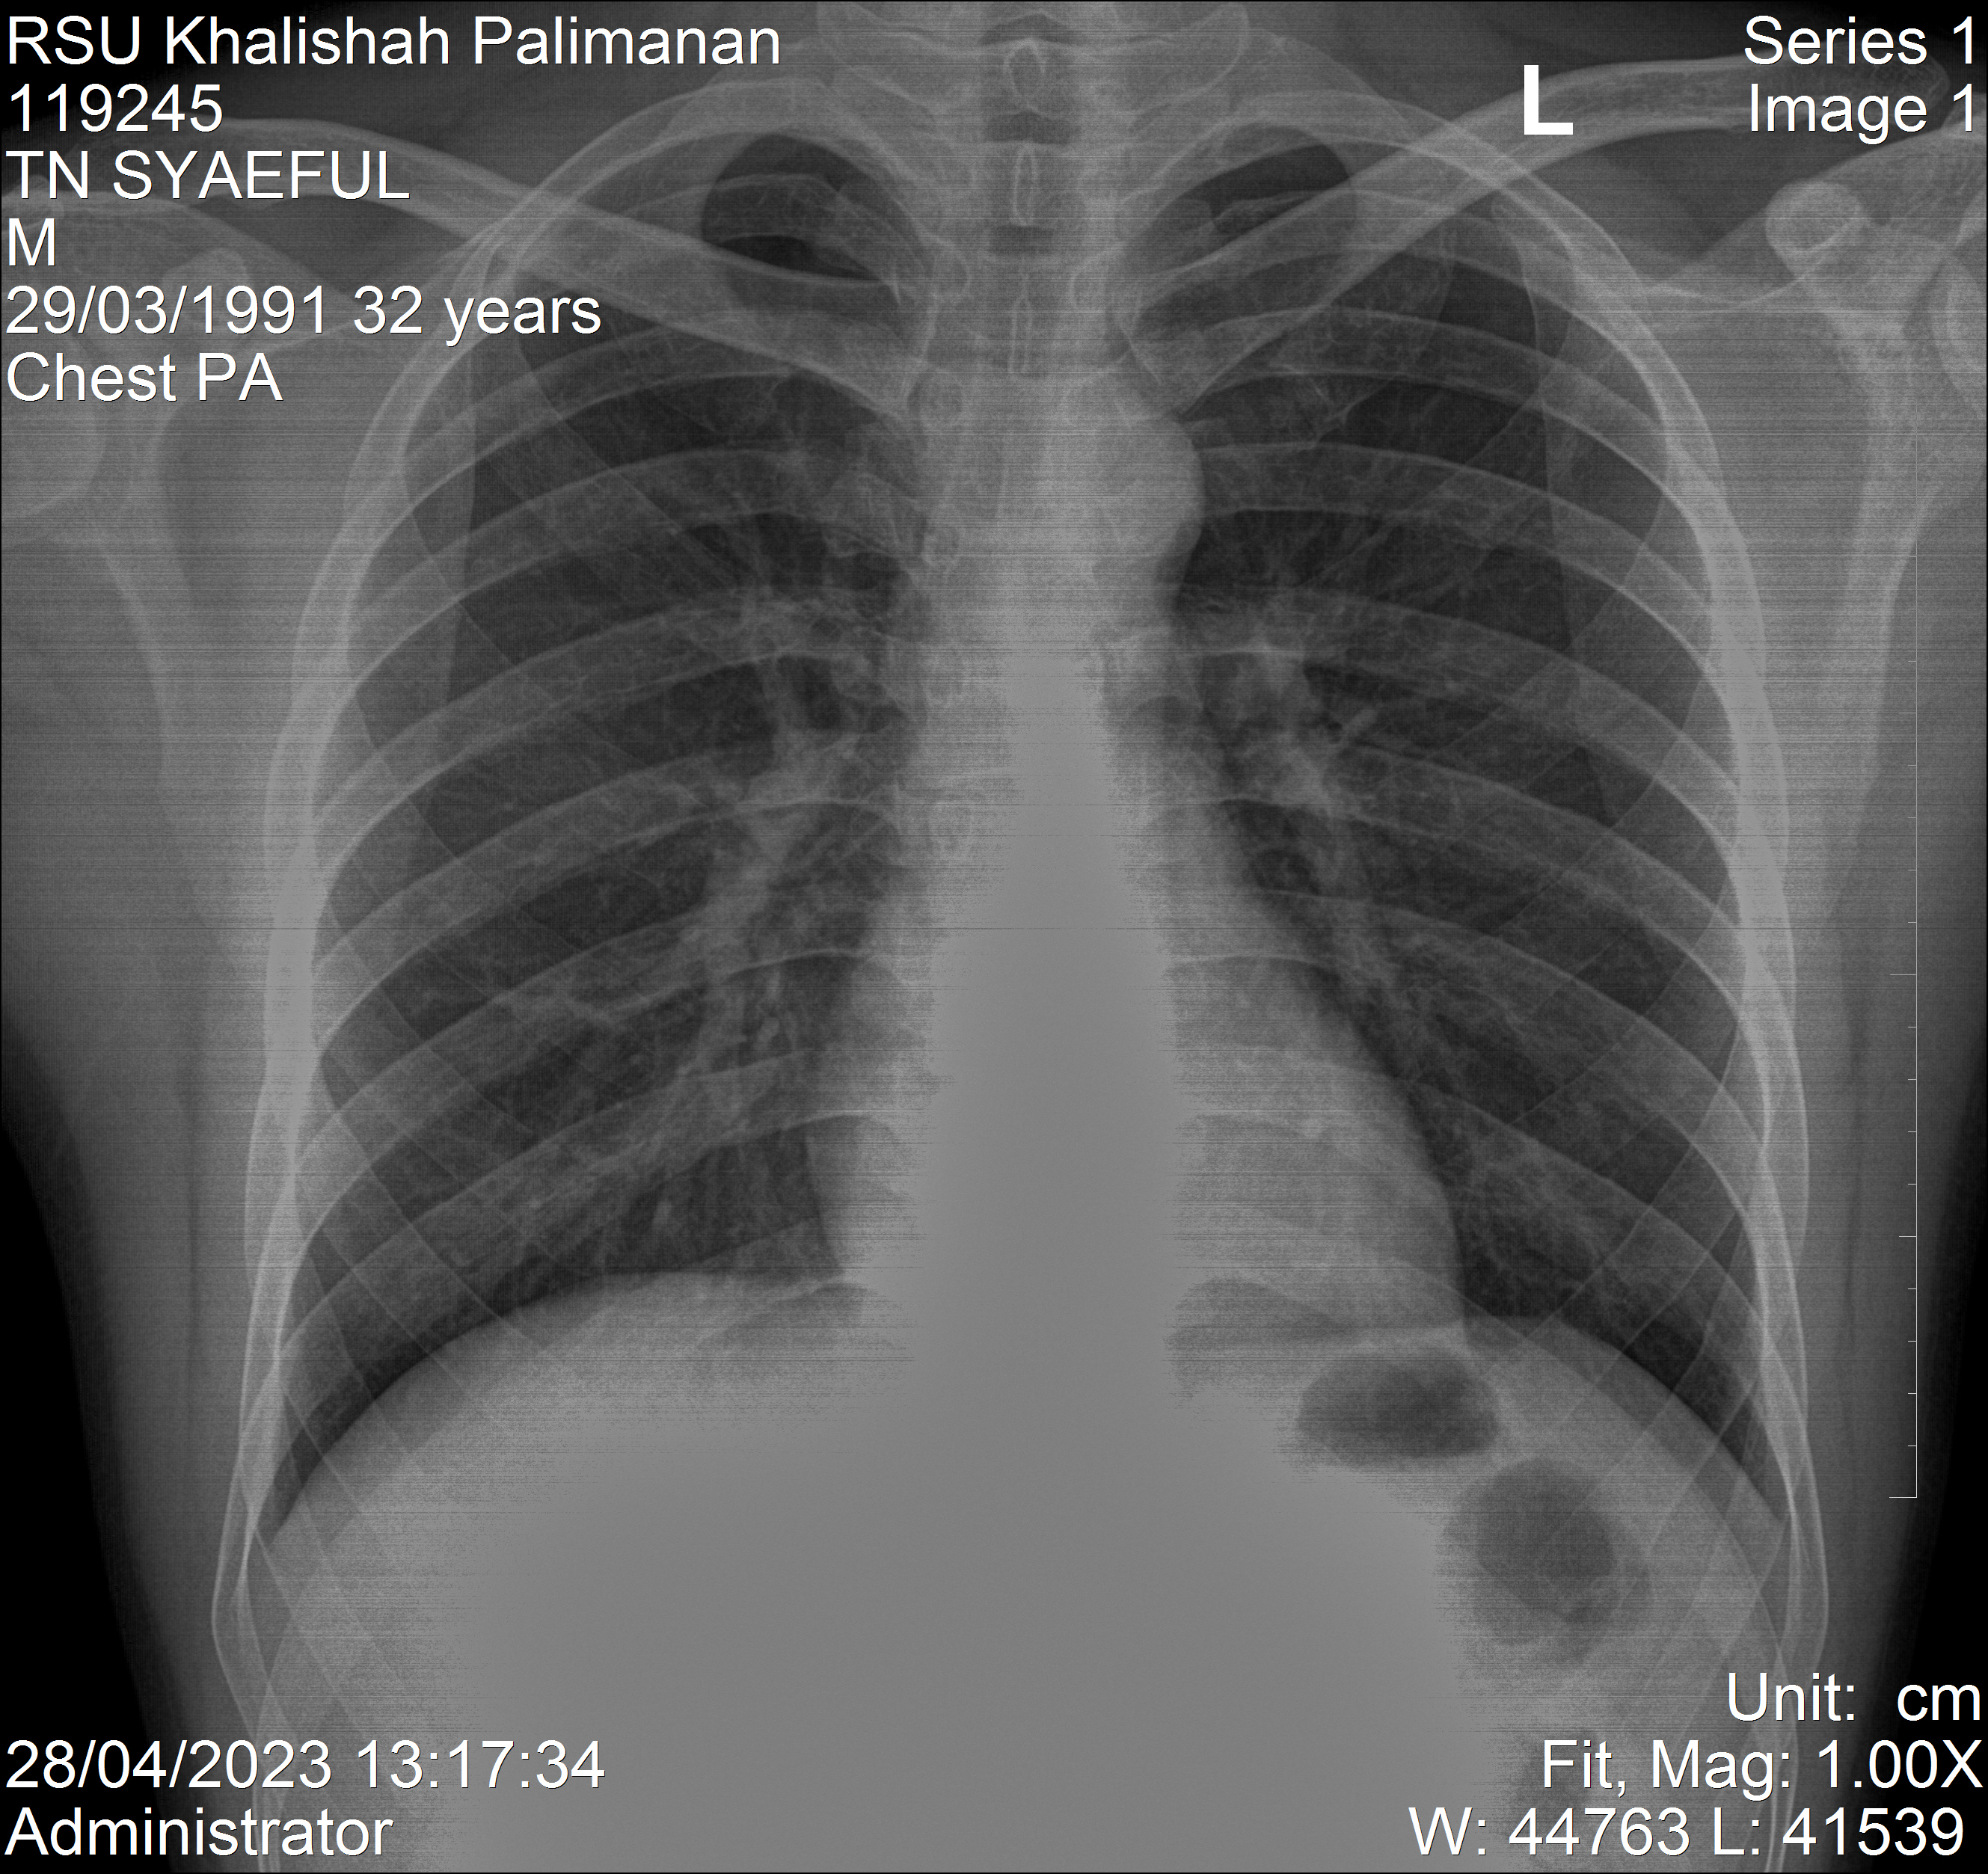 RSU Khalishah Palimanan
119245
TN SYAEFUL
M
29/03/1991 32 years
Chest PA
L
Series 1
Image 1
28/04/2023 13:17:34
Administrator
Unit: cm
Fit, Mag: 1.00X
W: 44763 L: 41539